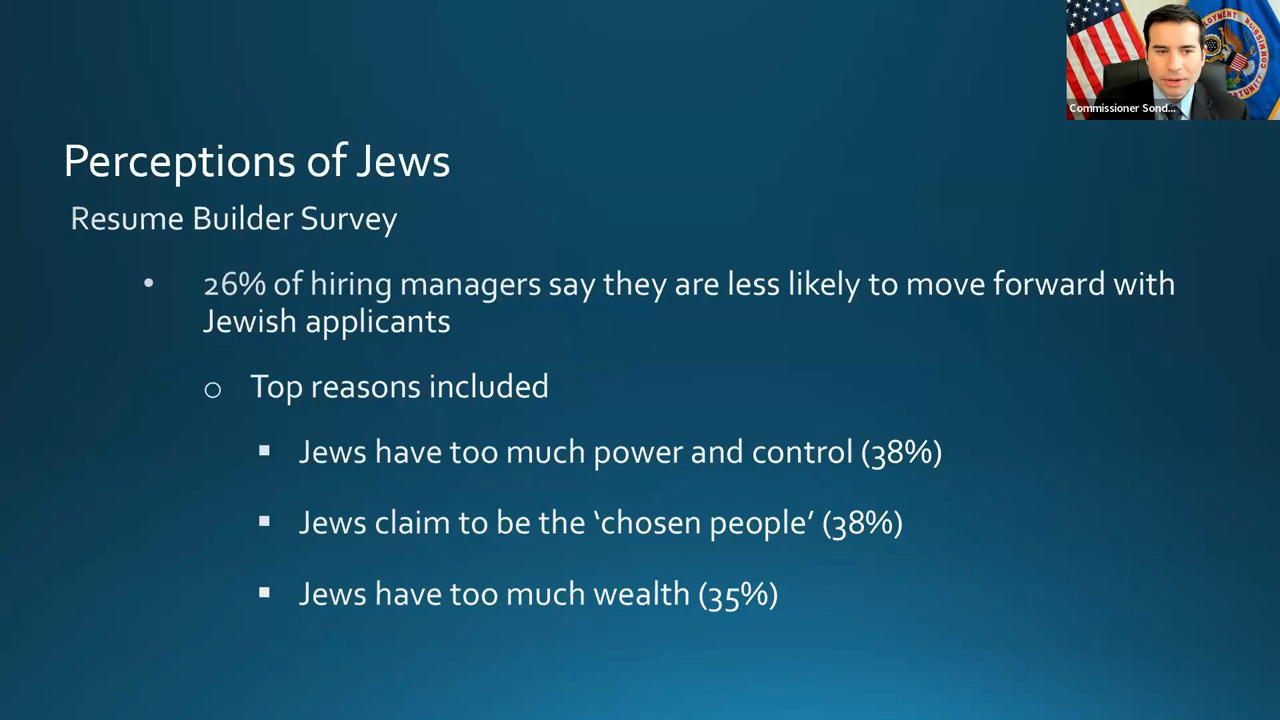 Perceptions of Jews
Resume Builder Survey
• 26% of hiring managers say they are less likely to move forward with
Jewish applicants
o Top reasons included
▪ Jews have too much power and control (38%)
▪ Jews claim to be the ‘chosen people’ (38%)
▪ Jews have too much wealth (35%)
Commissioner Sond...